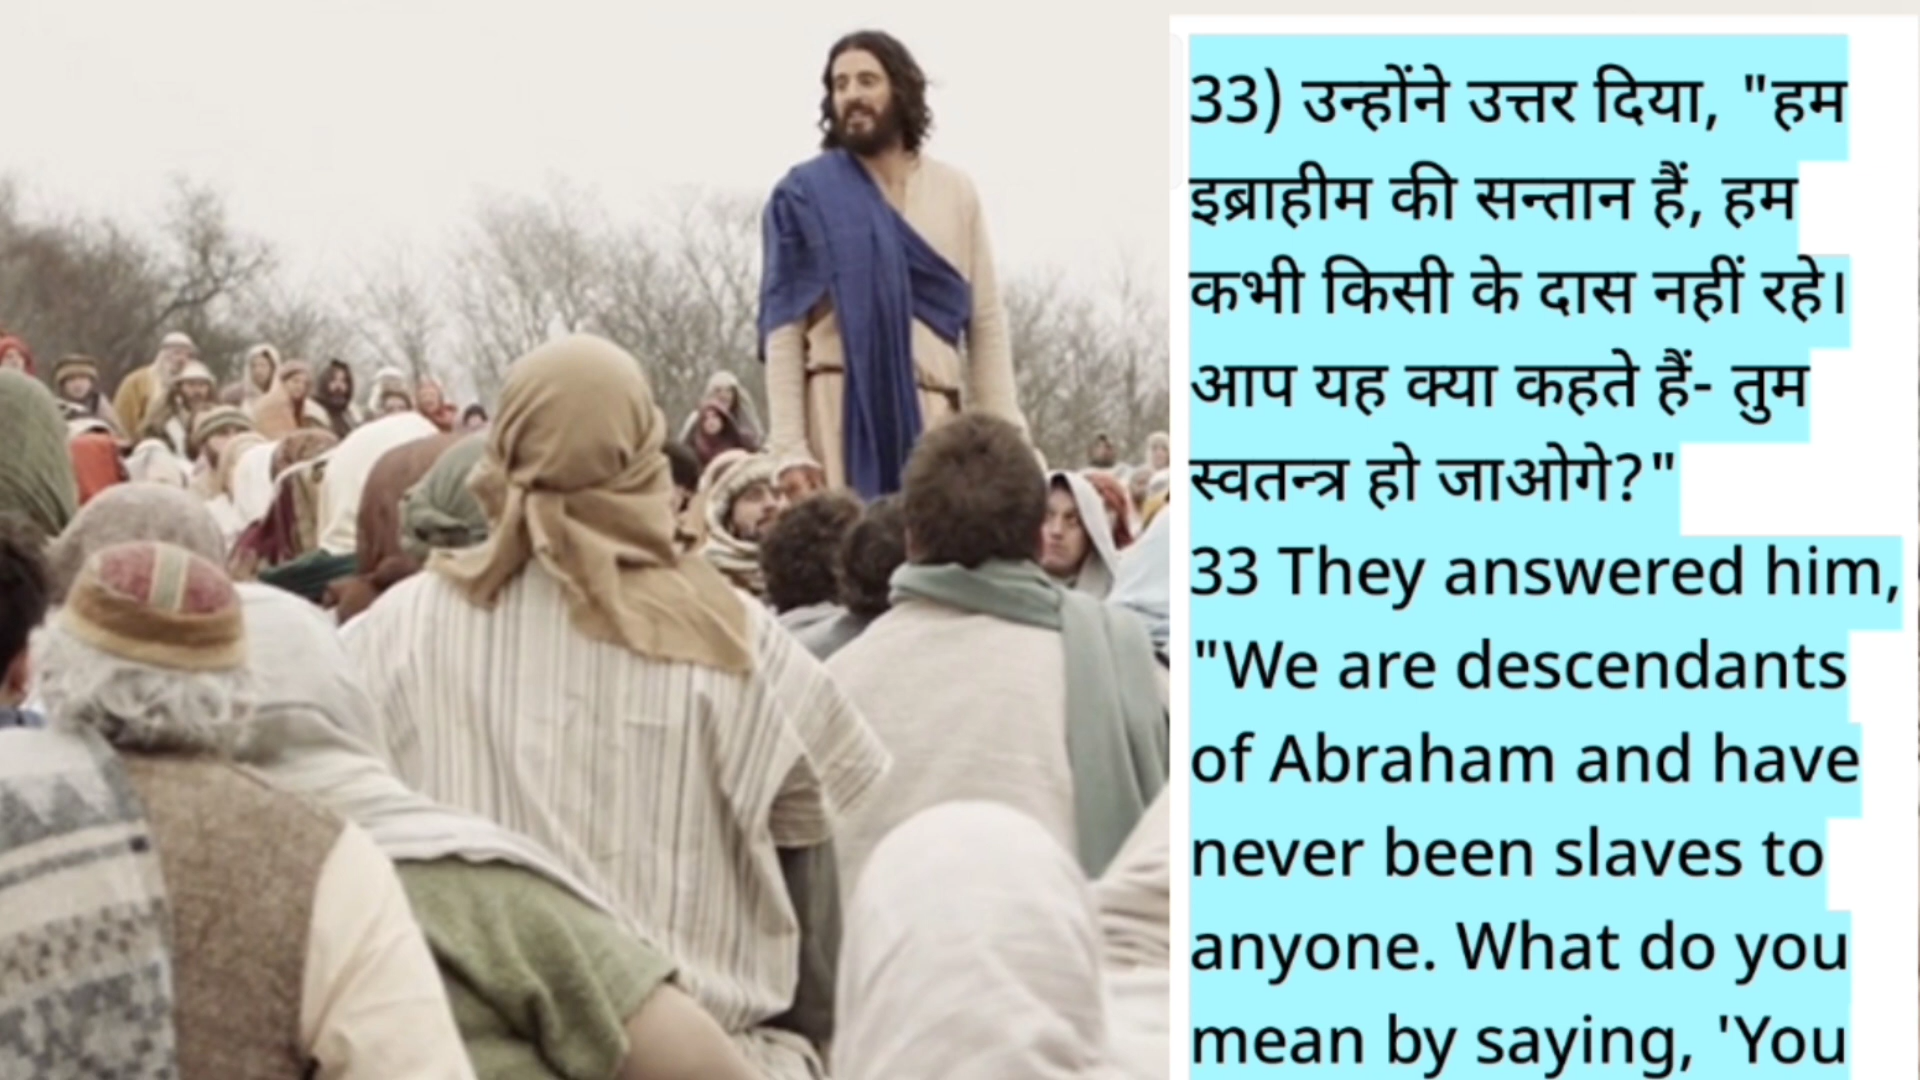 33) उन्होंने उत्तर दिया, "हम
इब्राहीम की सन्तान हैं, हम
कभी किसी के दास नहीं रहे।
आप यह क्या कहते हैं- तुम
स्वतन्त्र हो जाओगे?"
33 They answered him,
"We are descendants
of Abraham and have
never been slaves to
anyone. What do you
mean by saying, 'You